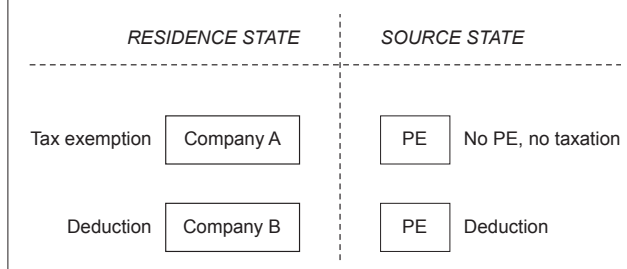 RESIDENCE STATE SOURCE STATE
Tax exemption Company A PE No PE, no taxation
Deduction Company B PE Deduction